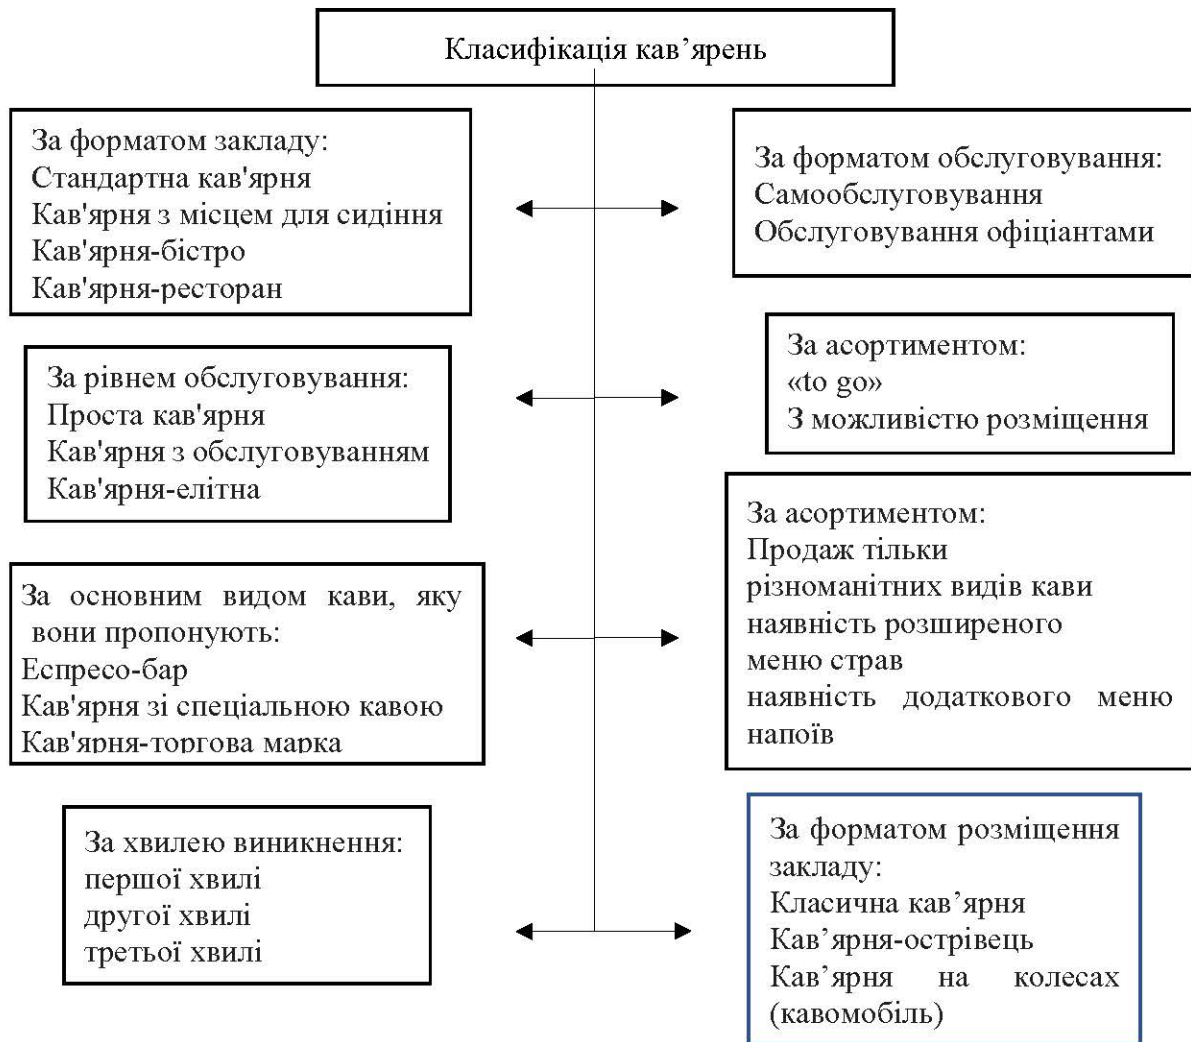 Класифікація кав’ярень
За форматом закладу:
Стандартна кав'ярня
Кав'ярня з місцем для сидіння
Кав'ярня-бістро
Кав'ярня-ресторан
За форматом обслуговування:
Самообслуговування
Обслуговування офіціантами
За рівнем обслуговування:
Проста кав'ярня
Кав'ярня з обслуговуванням
Кав'ярня-елітна
За асортиментом:
«to go»
З можливістю розміщення
За основним видом кави, яку
вони пропонують:
Еспресо-бар
Кав'ярня зі спеціальною кавою
Кав'ярня-торгова марка
За асортиментом:
Продаж тільки
різноманітних видів кави
наявність розширеного
меню страв
наявність додаткового меню
напоїв
За хвилею виникнення:
першої хвилі
другої хвилі
третьої хвилі
За форматом розміщення
закладу:
Класична кав’ярня
Кав’ярня-острівець
Кав’ярня на колесах
(кавомобіль)